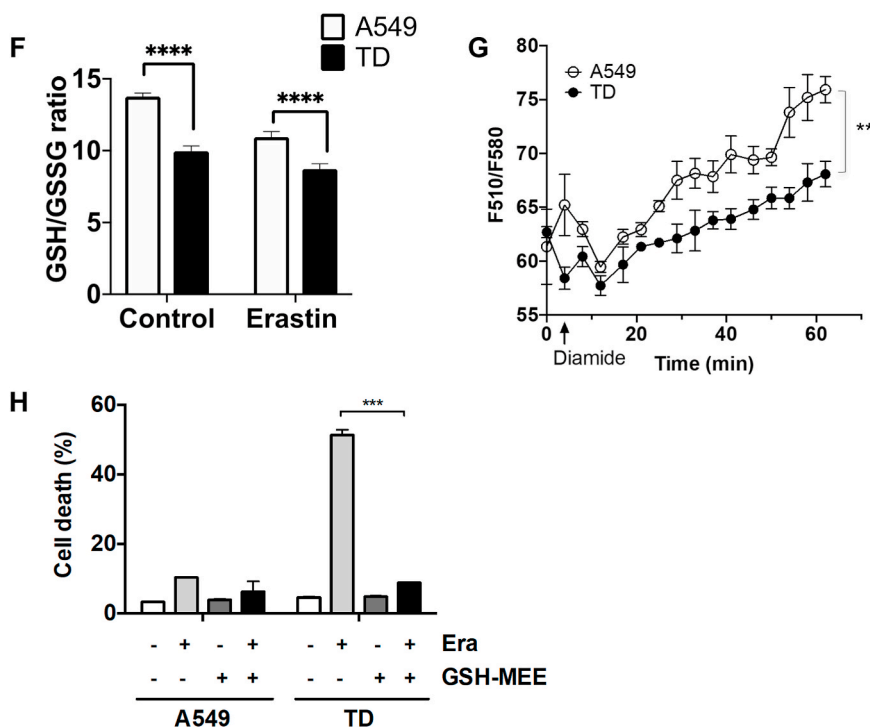 F
A549
TD
****
****
GSH/GSSG ratio
15
10
5
0
Control
Erastin
G
A549
TD
F510/F580
75
70
65
60
55
**
0
20
40
60
Diamide
Time (min)
H
Cell death (%)
60
40
20
0
***
- + - + - + - + Era
- - + + - - + + GSH-MEE
A549 TD